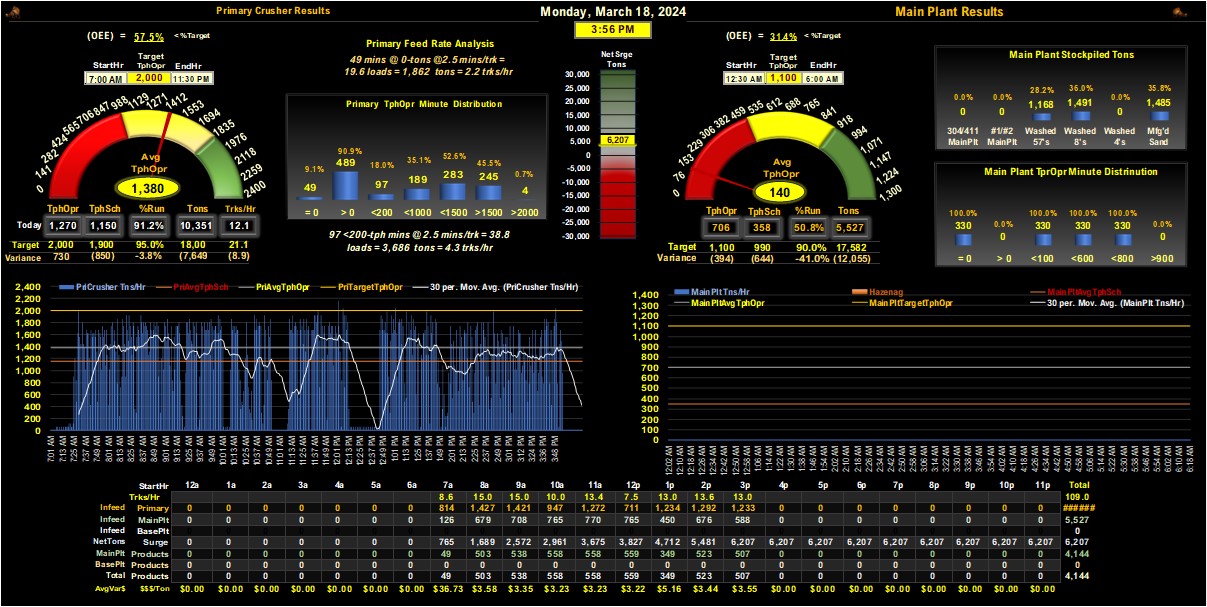 Primary Crusher Results
Monday, March 18, 2024
Main Plant Results
3:56 PM
(OEE) = 57.5% < %Target
StartHr Target TphOpr EndHr
7:00 AM 2,000 11:30 PM
0 141 282 424 565 706 847 988 1129 1271 1412 1553 1694 1835 1976 2118 2259 2400
Avg
TphOpr
1,380
TphOpr TphSch %Run Tons Trks/Hr
Today 1,270 1,150 91.2% 10,351 12.1
Target 2,000 1,900 95.0% 18,00 21.1
Variance 730 (850) -3.8% (7,649 (8.9)
Primary Feed Rate Analysis
49 mins @ 0-tons @2.5 mins/trk =
19.6 loads = 1,862 tons = 2.2 trks/hr
Primary TphOpr Minute Distribution
9.1% 90.9% 18.0% 35.1% 52.6% 45.5% 0.7%
49 489 97 189 283 245 4
= 0 > 0 <200 <1000 <1500 >1500 >2000
97 <200-tph mins @ 2.5 mins/trk = 38.8
loads = 3,686 tons = 4.3 trks/hr
Net Srge
Tons
30,000
25,000
20,000
15,000
10,000
6,207
5,000
0
-5,000
-10,000
-15,000
-20,000
-25,000
-30,000
(OEE) = 31.4% < %Target
StartHr Target TphOpr EndHr
12:30 AM 1,100 6:00 AM
0 76 153 229 306 382 459 535 612 688 765 841 918 994 1,071 1,147 1,224 1,300
Avg
TphOpr
140
TphOpr TphSch %Run Tons
706 358 50.8% 5,527
Target 1,100 990 90.0% 17,582
Variance (394) (644) -41.0% (12,055)
Main Plant Stockpiled Tons
0.0% 0.0% 28.2% 36.0% 0.0% 35.8%
0 0 1,168 1,491 0 1,485
304/411 #1/#2 Washed Washed Washed Mfg'd
MainPlt MainPlt 57's 8's 4's Sand
Main Plant TprOpr Minute Distrinution
100.0% 0.0% 100.0% 100.0% 100.0% 0.0%
330 0 330 330 330 0
= 0 > 0 <100 <600 <800 >900
PriCrusher Tns/Hr PriAvgTphSch PriAvgTphOpr PriTargetTphOpr 30 per. Mov. Avg. (PriCrusher Tns/Hr)
2,400
2,200
2,000
1,800
1,600
1,400
1,200
1,000
800
600
400
200
0
7:01 AM 7:13 AM 7:25 AM 7:37 AM 7:49 AM 8:01 AM 8:13 AM 8:25 AM 8:37 AM 8:49 AM 9:01 AM 9:13 AM 9:25 AM 9:37 AM 9:49 AM 10:01 AM 10:13 AM 10:25 AM 10:37 AM 10:49 AM 11:01 AM 11:13 AM 11:25 AM 11:37 AM 11:49 AM 12:01 PM 12:13 PM 12:25 PM 12:37 PM 12:49 PM 1:01 PM 1:13 PM 1:25 PM 1:37 PM 1:49 PM 2:01 PM 2:13 PM 2:25 PM 2:37 PM 2:49 PM 3:00 PM 3:12 PM 3:24 PM 3:36 PM 3:48 PM
MainPlt Tns/Hr Hazenag MainPltAvgTphSch
MainPltAvgTphOpr MainPltTargetTphOpr 30 per. Mov. Avg. (MainPlt Tns/Hr)
1,400
1,300
1,200
1,100
1,000
900
800
700
600
500
400
300
200
100
0
12:02 AM 12:10 AM 12:18 AM 12:26 AM 12:34 AM 12:42 AM 12:50 AM 12:58 AM 1:06 AM 1:14 AM 1:22 AM 1:30 AM 1:38 AM 1:46 AM 1:54 AM 2:02 AM 2:10 AM 2:18 AM 2:26 AM 2:34 AM 2:42 AM 2:50 AM 2:58 AM 3:06 AM 3:14 AM 3:22 AM 3:30 AM 3:38 AM 3:46 AM 3:54 AM 4:02 AM 4:10 AM 4:18 AM 4:26 AM 4:34 AM 4:42 AM 4:50 AM 4:58 AM 5:06 AM 5:14 AM 5:22 AM 5:30 AM 5:38 AM 5:46 AM 5:54 AM 6:02 AM 6:10 AM 6:18 AM
StartHr 12a 1a 2a 3a 4a 5a 6a 7a 8a 9a 10a 11a 12p 1p 2p 3p 4p 5p 6p 7p 8p 9p 10p 11p Total
Trks/Hr 8.6 15.0 15.0 10.0 13.4 7.5 13.0 13.6 13.0 109.0
Infeed Primary 0 0 0 0 0 0 0 814 1,427 1,421 947 1,272 711 1,234 1,292 1,233 0 0 0 0 0 0 0 0 ######
Infeed MainPlt 0 0 0 0 0 0 0 126 679 708 765 770 765 450 676 588 0 0 0 0 0 0 0 0 5,527
Infeed BasePlt 0
NetTons Surge 0 0 0 0 0 0 0 765 1,689 2,572 2,961 3,675 3,827 4,712 5,481 6,207 6,207 6,207 6,207 6,207 6,207 6,207 6,207 6,207 6,207
MainPlt Products 0 0 0 0 0 0 0 49 503 538 558 558 559 349 523 507 0 0 0 0 0 0 0 0 4,144
BasePlt Products 0 0 0 0 0 0 0 0 0 0 0 0 0 0 0 0 0 0 0 0 0 0 0 0 0
Total Products 0 0 0 0 0 0 0 49 503 538 558 558 559 349 523 507 0 0 0 0 0 0 0 0 4,144
AvgVar$ $$$/Ton $0.00 $0.00 $0.00 $0.00 $0.00 $0.00 $0.00 $36.73 $3.58 $3.35 $3.23 $3.23 $3.22 $5.16 $3.44 $3.55 $0.00 $0.00 $0.00 $0.00 $0.00 $0.00 $0.00 $0.00